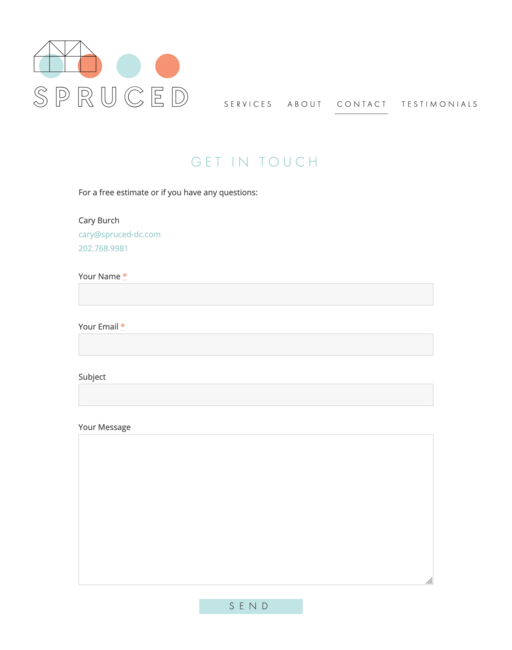 SPRUCED
SERVICES ABOUT CONTACT TESTIMONIALS
GET IN TOUCH
For a free estimate or if you have any questions:
Cary Burch
cary@spruced-dc.com
202.768.9981
Your Name *
Your Email *
Subject
Your Message
SEND